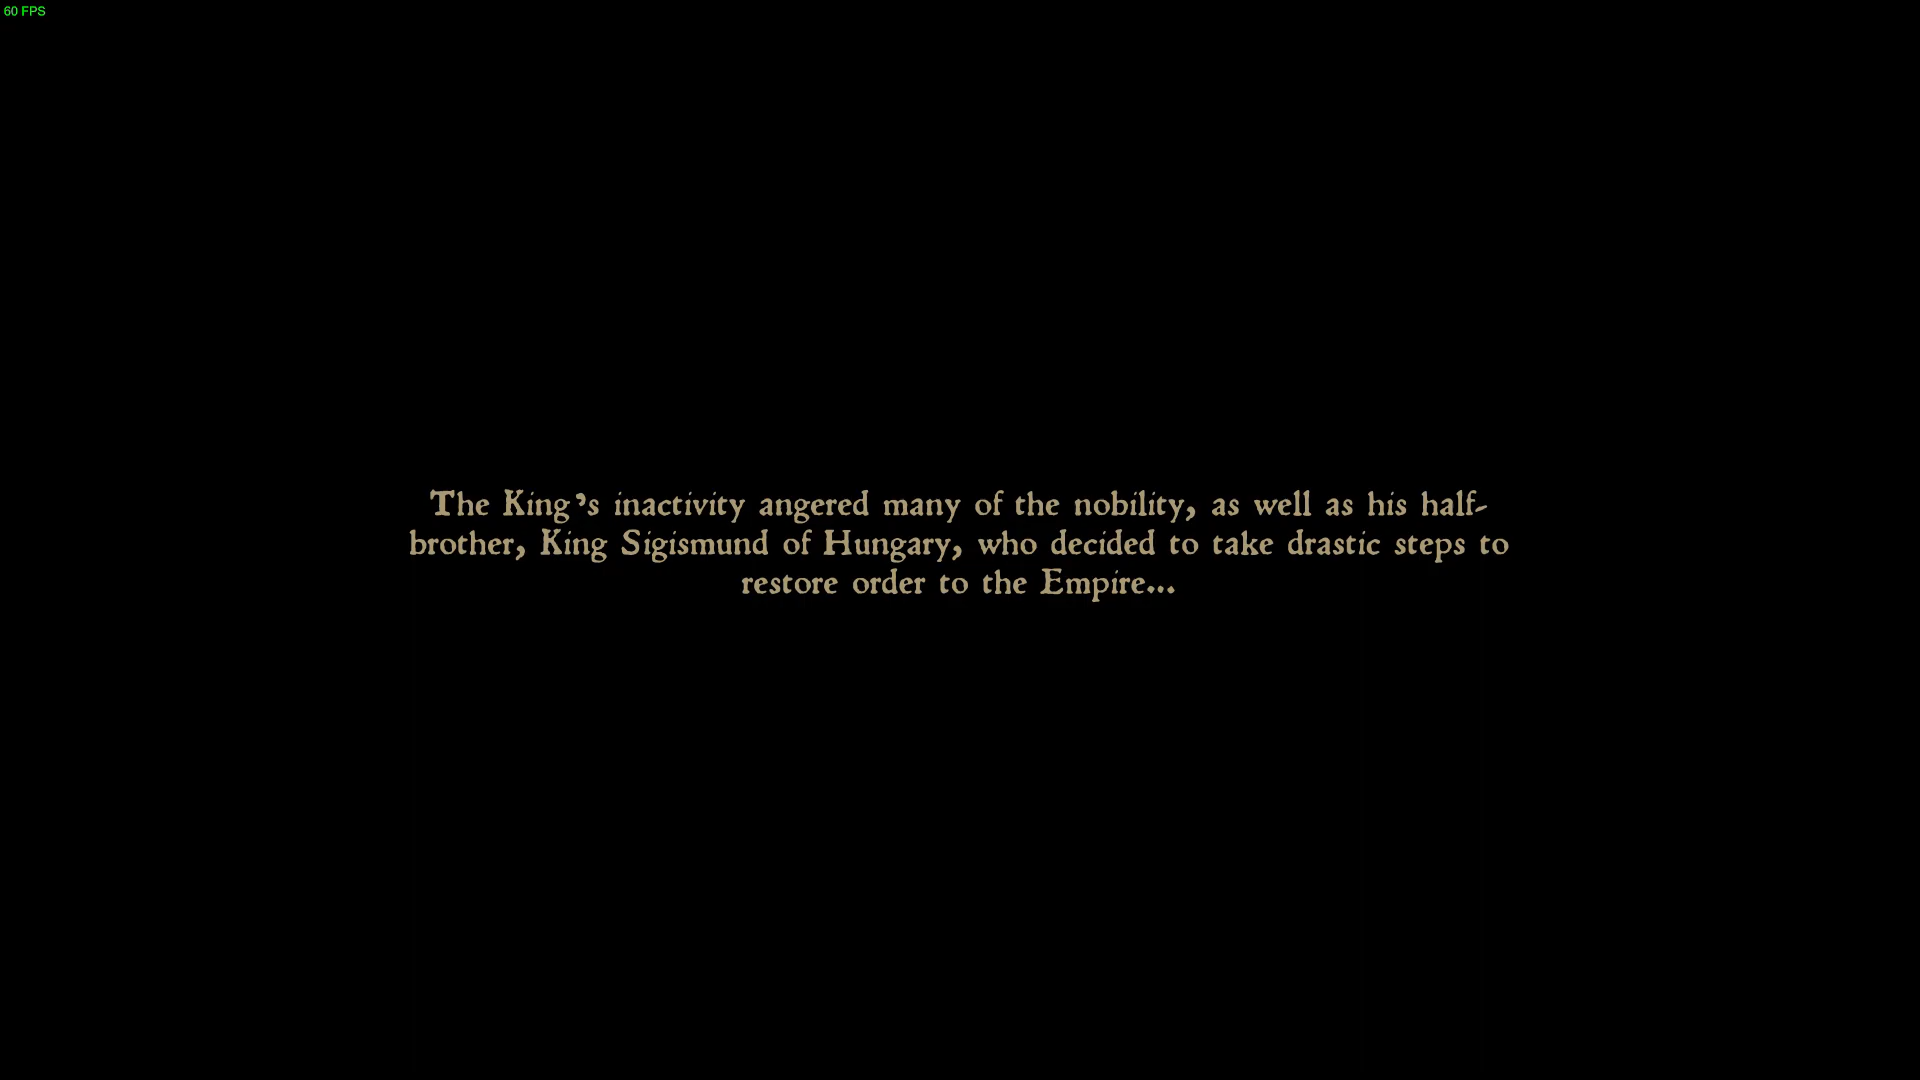 60 FPS
The King's inactivity angered many of the nobility, as well as his half-
brother, King Sigismund of Hungary, who decided to take drastic steps to
restore order to the Empire...